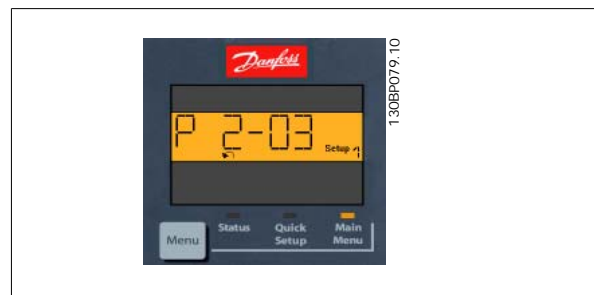 Danfoss
130BP079.10
P 2-03
Setup 1
Status Quick Setup Main Menu
Menu